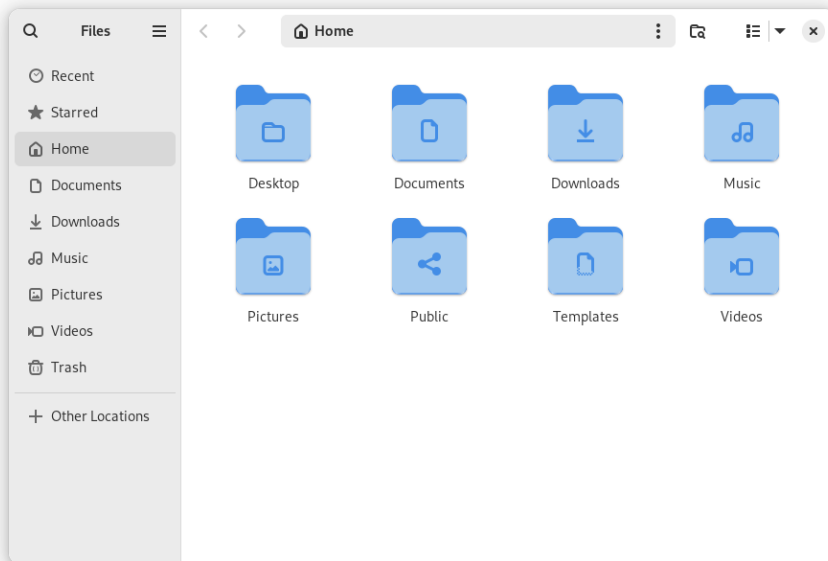 Files
Home
Recent
Starred
Home
Documents
Downloads
Music
Pictures
Videos
Trash
Other Locations
Desktop
Documents
Downloads
Music
Pictures
Public
Templates
Videos